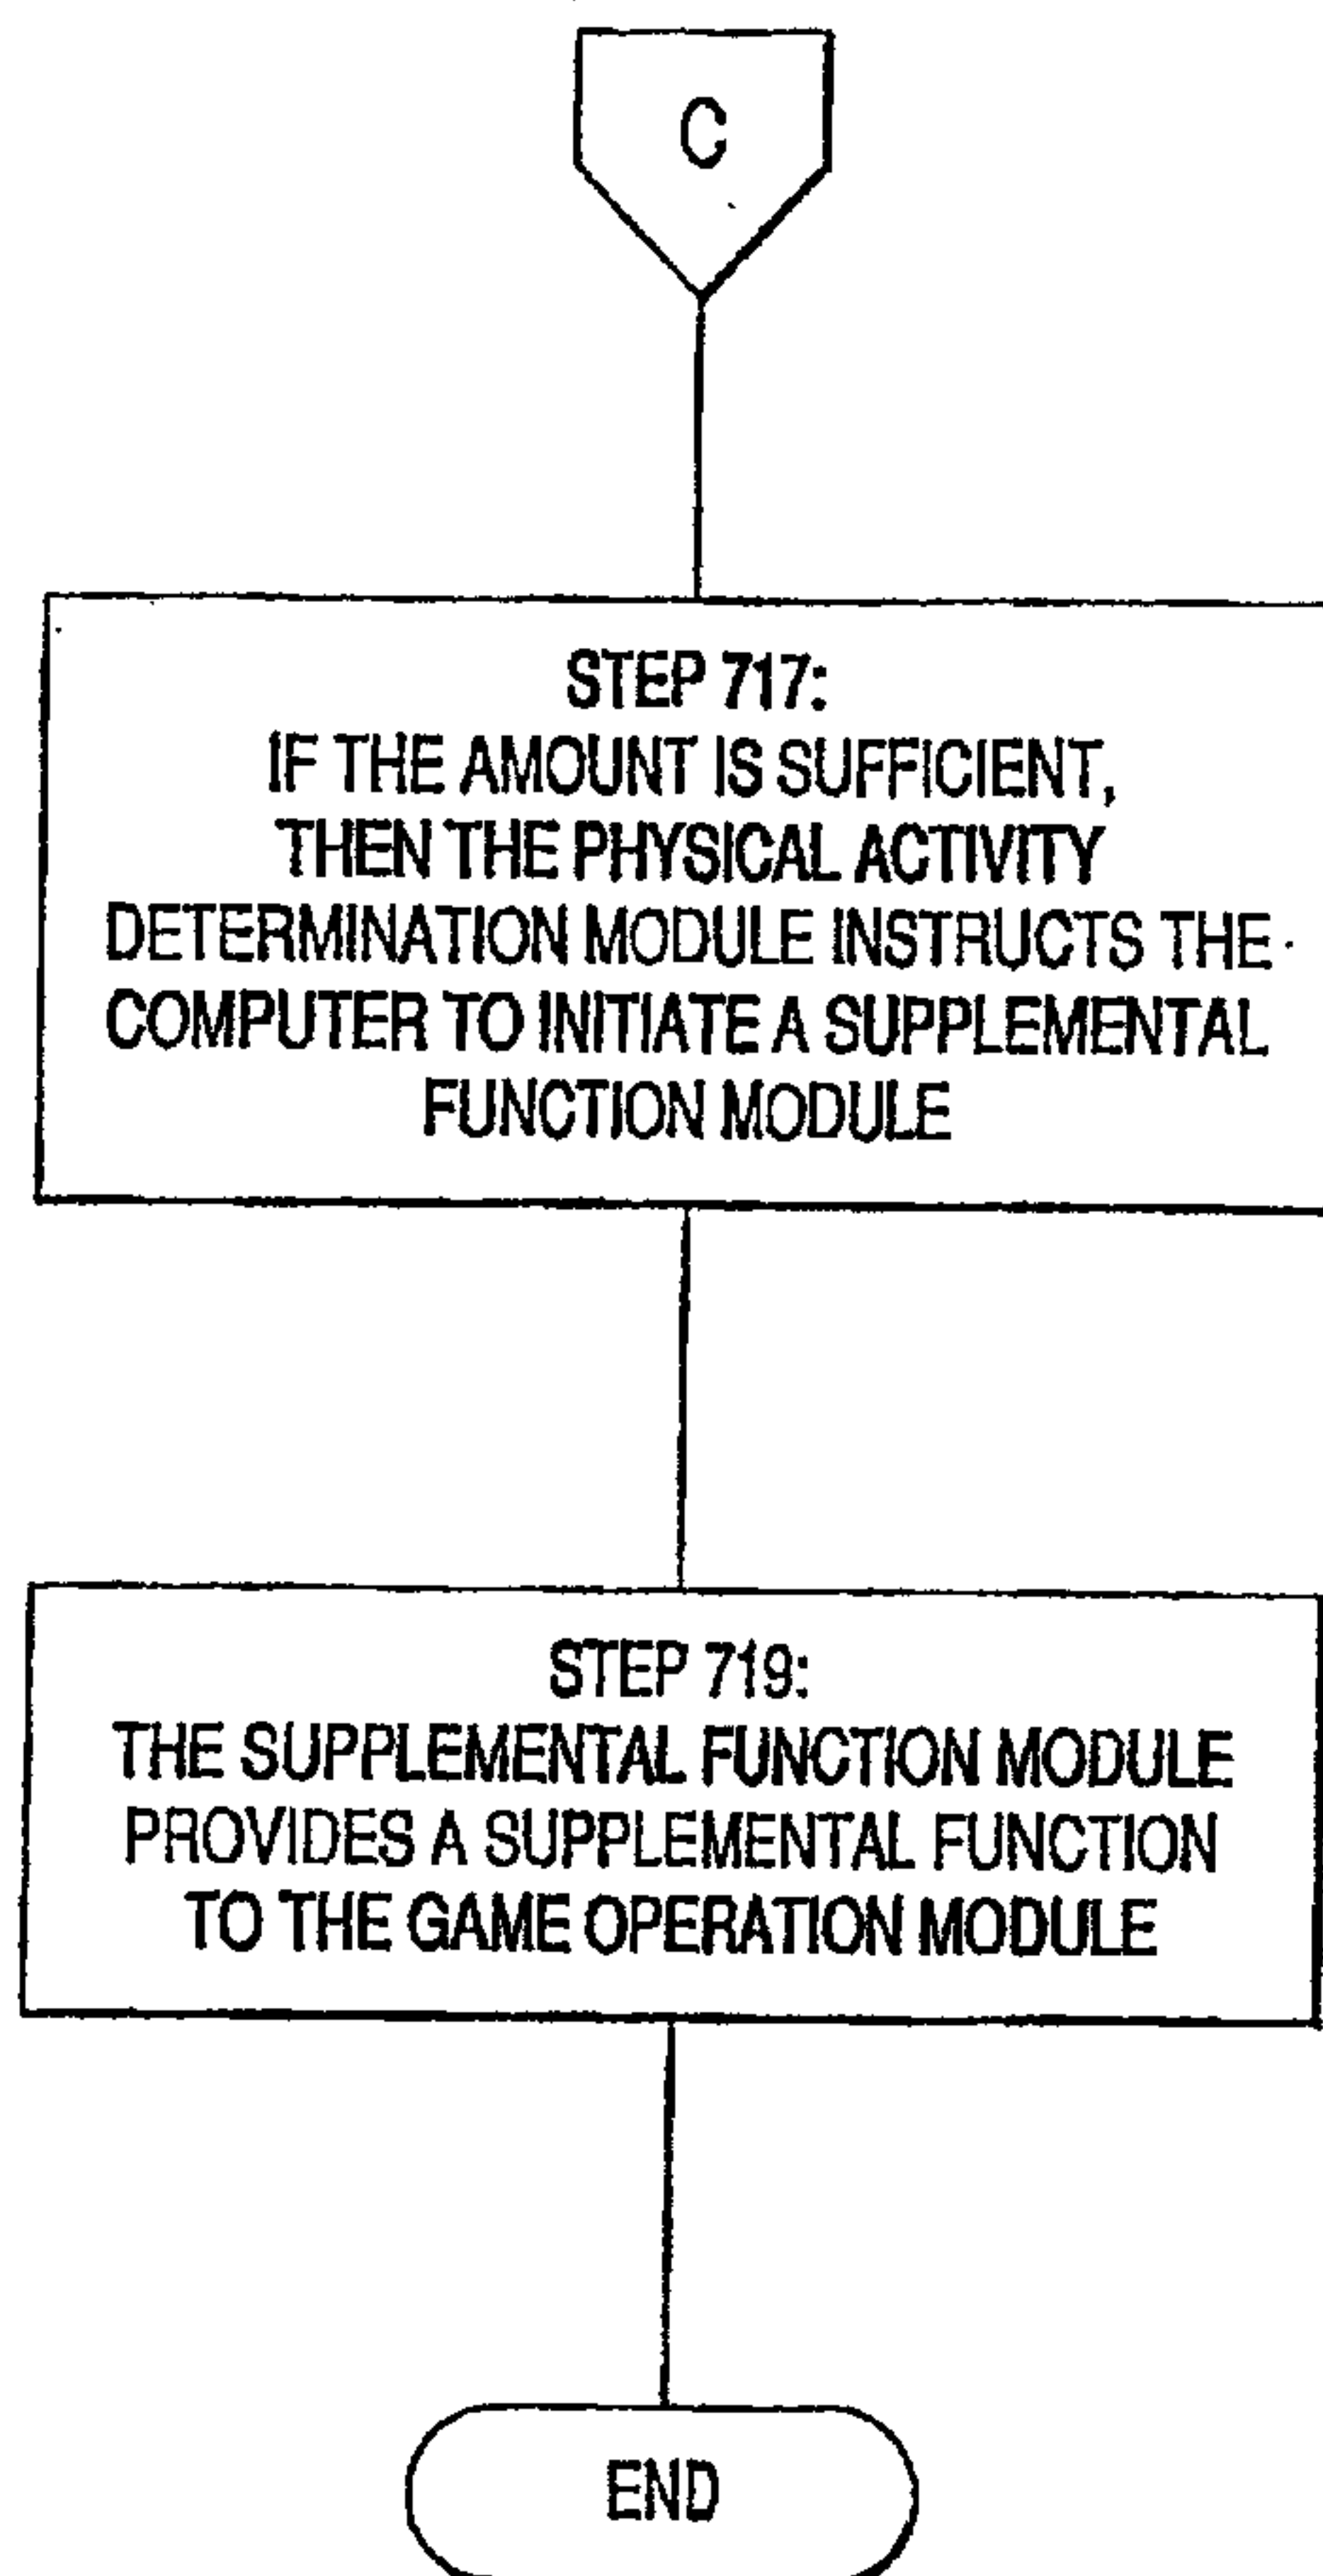 C
STEP 717:
IF THE AMOUNT IS SUFFICIENT,
THEN THE PHYSICAL ACTIVITY
DETERMINATION MODULE INSTRUCTS THE
COMPUTER TO INITIATE A SUPPLEMENTAL
FUNCTION MODULE
STEP 719:
THE SUPPLEMENTAL FUNCTION MODULE
PROVIDES A SUPPLEMENTAL FUNCTION
TO THE GAME OPERATION MODULE
END